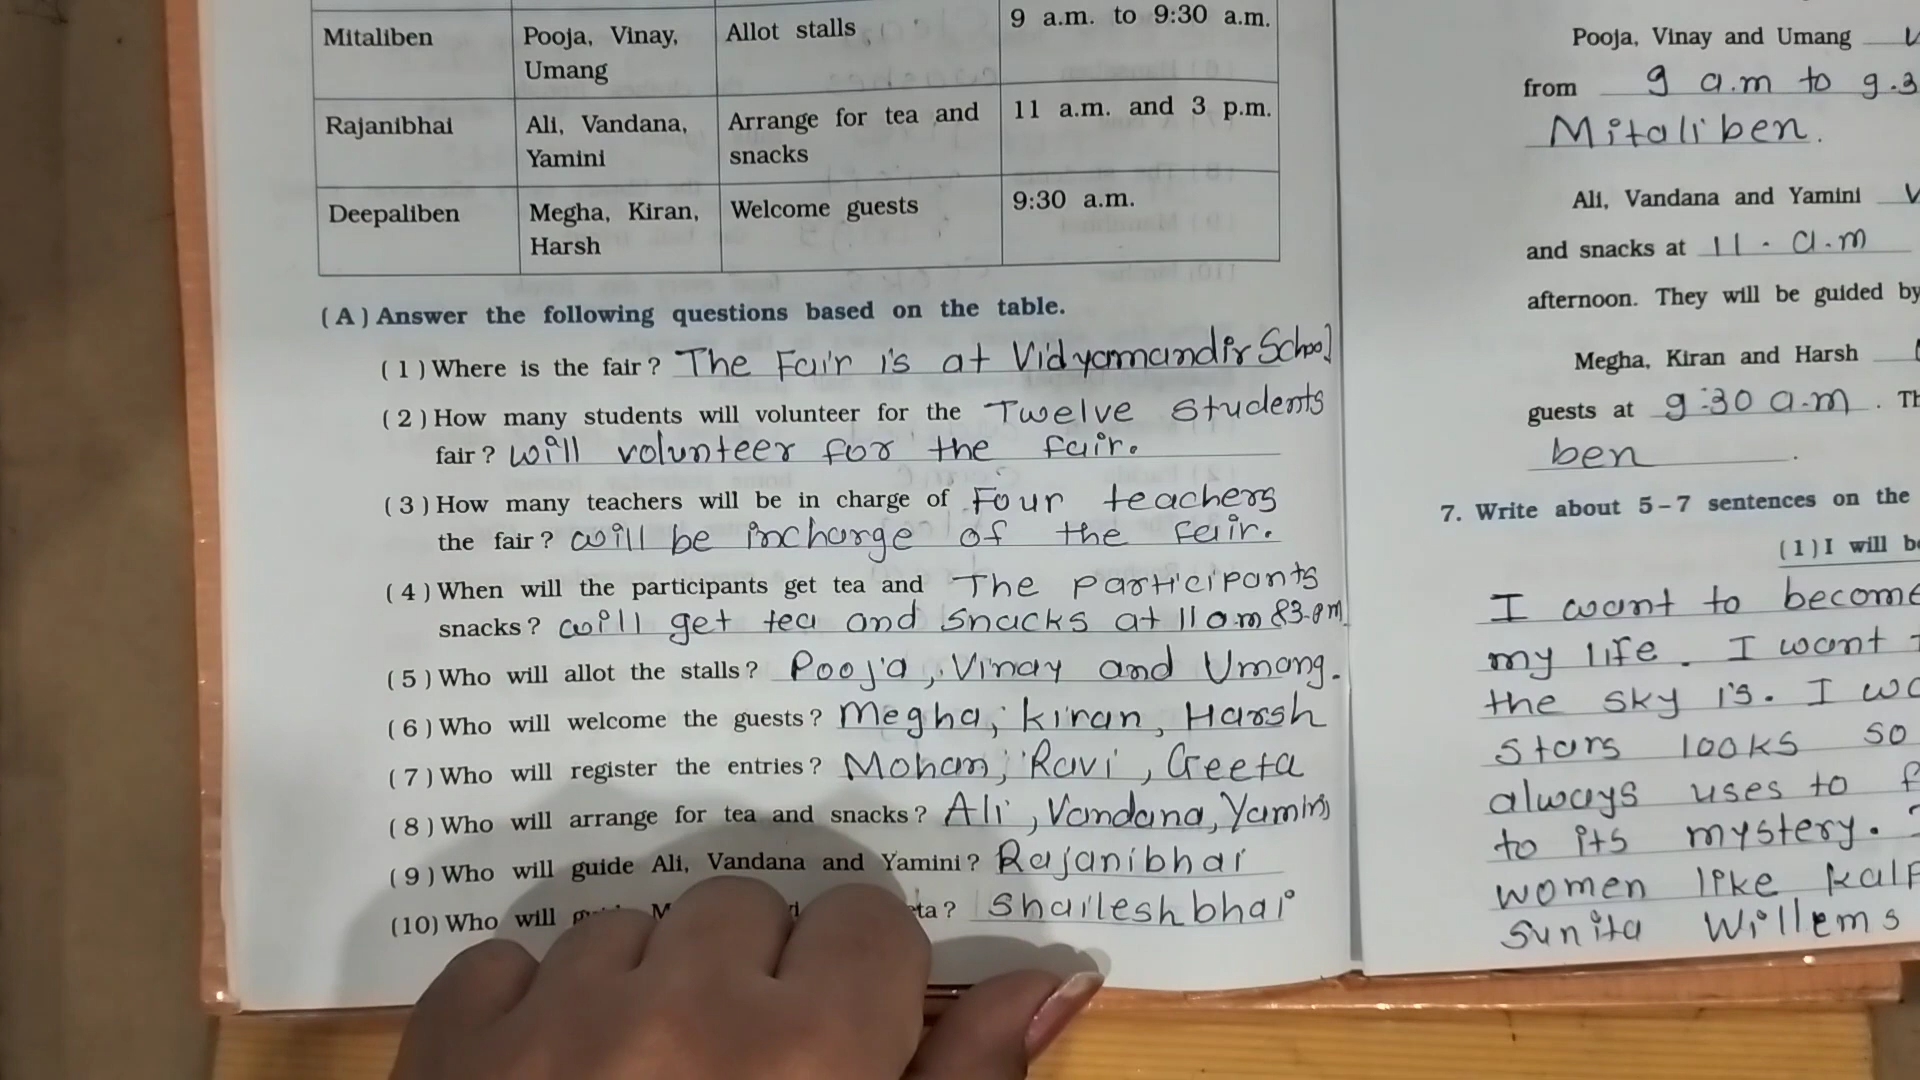 Mitaliben Pooja, Vinay, Allot stalls 9 a.m. to 9:30 a.m.
Umang
Rajanibhai Ali, Vandana, Arrange for tea and 11 a.m. and 3 p.m.
Yamini snacks
Deepaliben Megha, Kiran, Welcome guests 9:30 a.m.
Harsh
(A) Answer the following questions based on the table.
(1) Where is the fair? The Fair is at Vidyamandir School
(2) How many students will volunteer for the Twelve students
fair? will volunteer for the fair.
(3) How many teachers will be in charge of Four teachers
the fair? will be incharge of the fair.
(4) When will the participants get tea and The participants
snacks? will get tea and snacks at 11 a.m &3.pm
(5) Who will allot the stalls? Pooja, Vinay and Umang.
(6) Who will welcome the guests? Megha, Kiran, Harsh
(7) Who will register the entries? Mohan, Ravi, Geeta
(8) Who will arrange for tea and snacks? Ali, Vandana, Yamini
(9) Who will guide Ali, Vandana and Yamini? Rajanibhai
(10) Who will Shaileshbhai
Pooja, Vinay and Umang
from 9 a.m to 9.3
Mitaliben.
Ali, Vandana and Yamini
and snacks at 11. a.m
afternoon. They will be guided by
Megha, Kiran and Harsh
guests at 9:30 a.m. Th
ben .
7. Write about 5-7 sentences on the
(1) I will be
I want to become
my life. I want
the sky is. I wa
Stars looks so
always uses to
to its mystery.
women like kalp
Sunita Willems